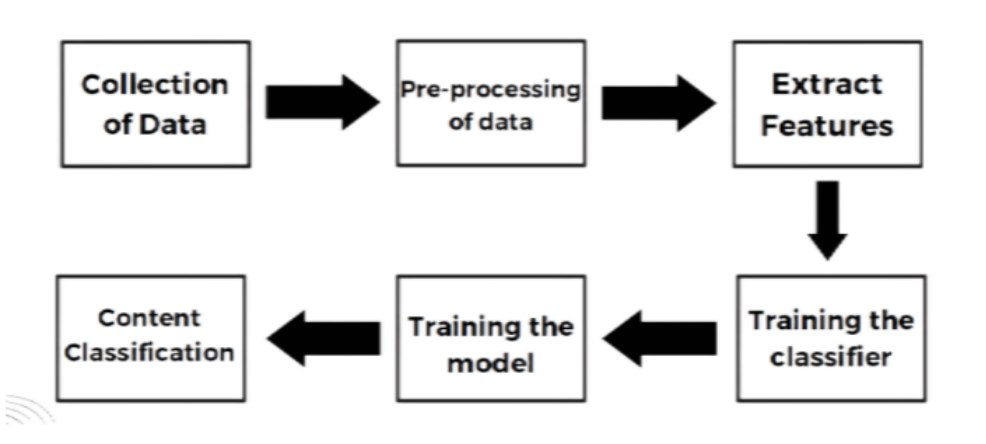 Collection
of Data
Pre-processing
of data
Extract
Features
Training the
classifier
Training the
model
Content
Classification